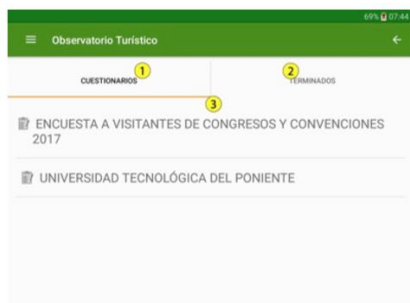 69% 07:44
Observatorio Turístico
1 2
CUESTIONARIOS TERMINADOS
3
ENCUESTA A VISITANTES DE CONGRESOS Y CONVENCIONES
2017
UNIVERSIDAD TECNOLÓGICA DEL PONIENTE